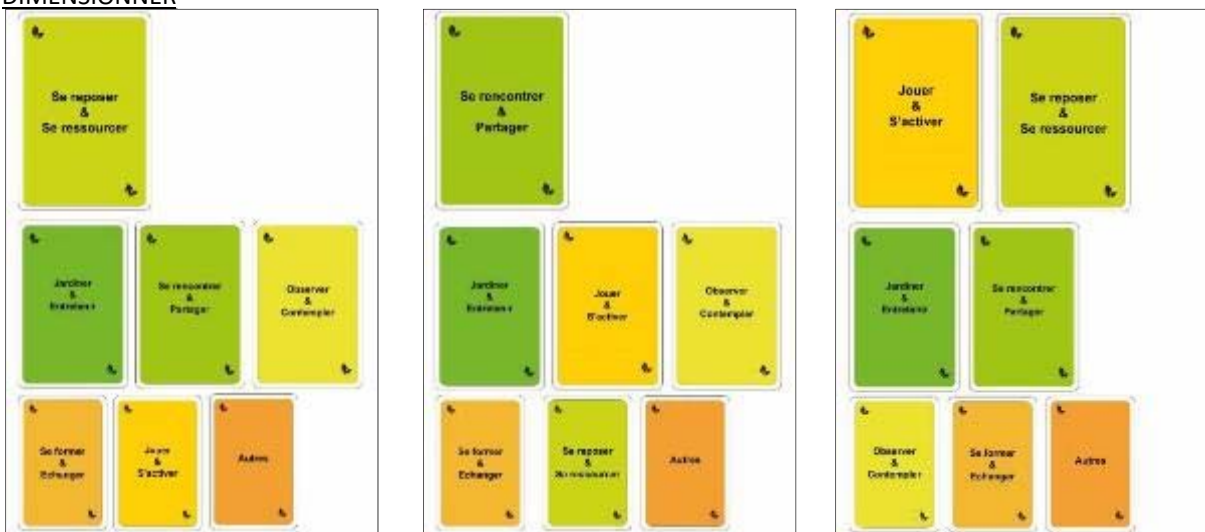 DIMENSIONNER
Se reposer
&
Se ressourcer
Jardiner
&
Entretenir
Se rencontrer
&
Partager
Observer
&
Contempler
Se former
&
Echanger
Jouer
&
S'activer
Autres
Se rencontrer
&
Partager
Jardiner
&
Entretenir
Jouer
&
S'activer
Observer
&
Contempler
Se former
&
Echanger
Se reposer
&
Se ressourcer
Autres
Jouer
&
S'activer
Se reposer
&
Se ressourcer
Jardiner
&
Entretenir
Se rencontrer
&
Partager
Observer
&
Contempler
Se former
&
Echanger
Autres